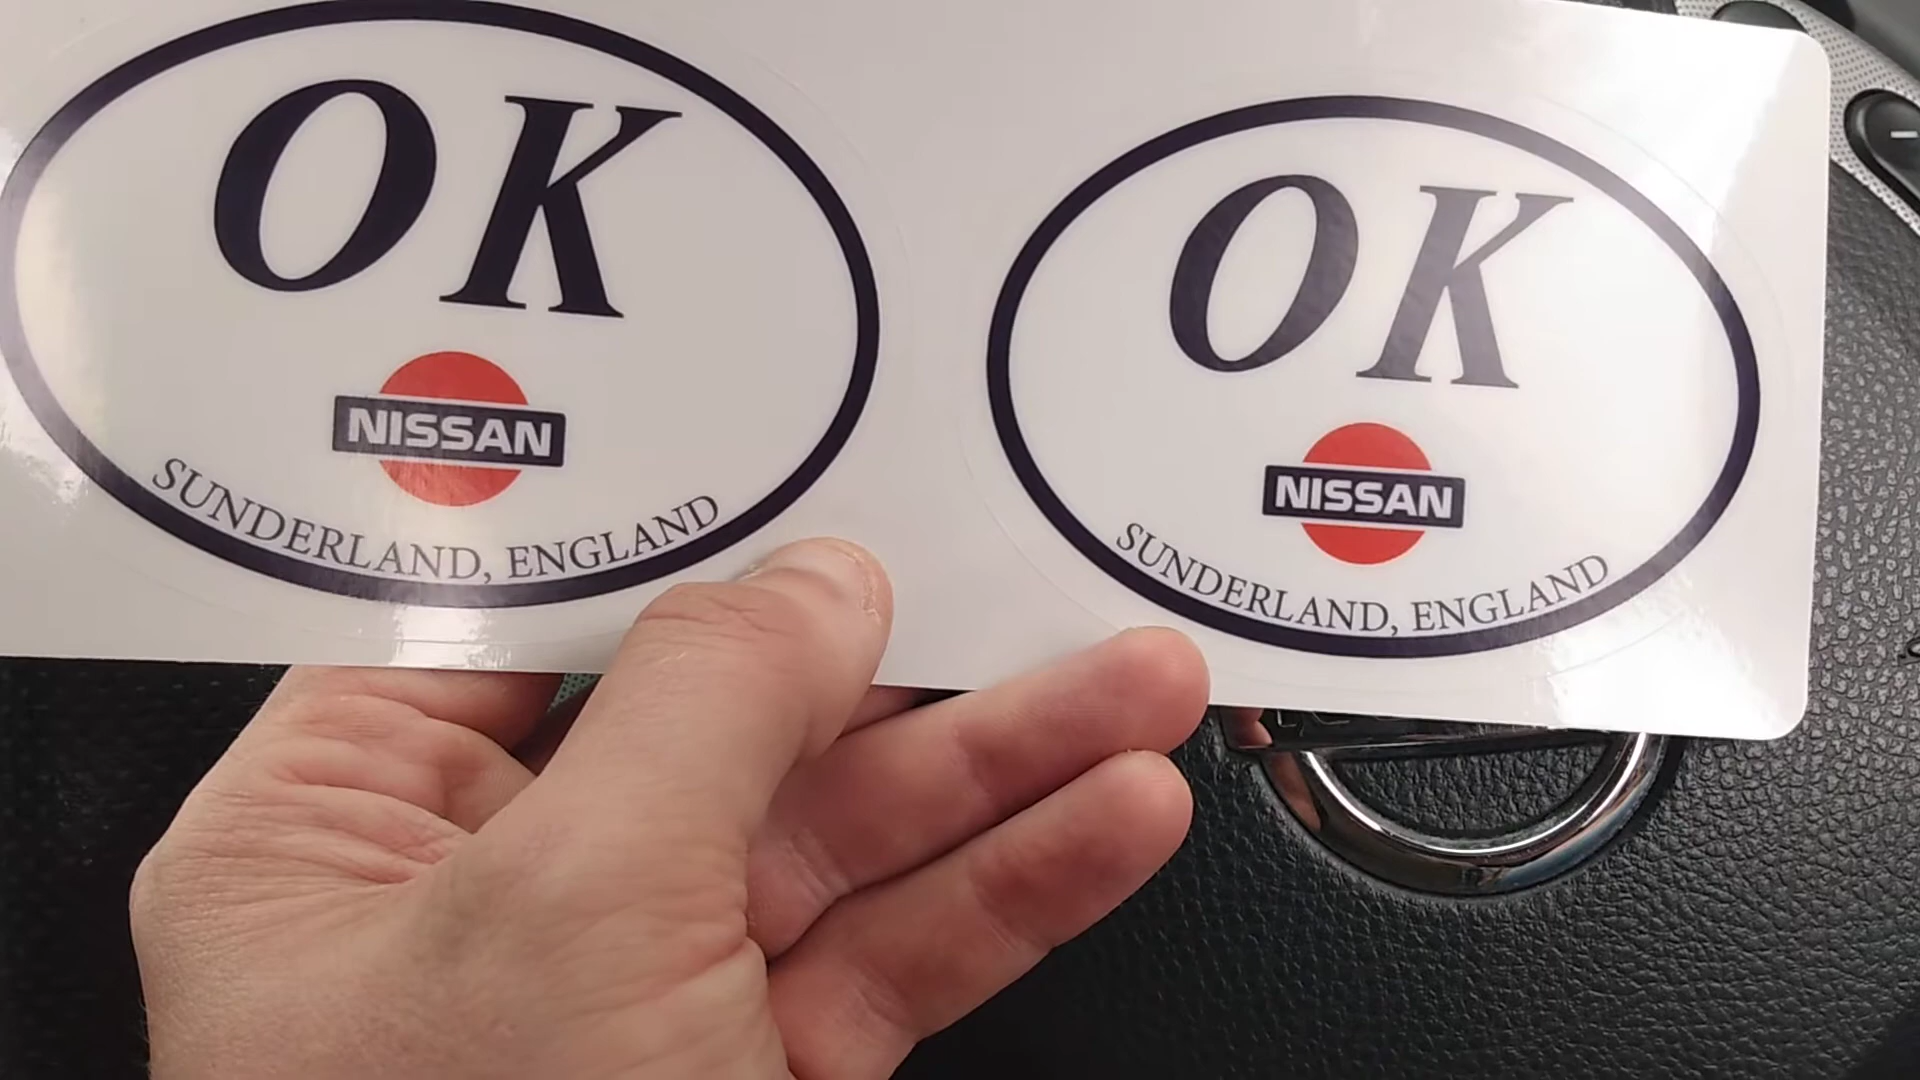 OK
NISSAN
SUNDERLAND, ENGLAND
OK
NISSAN
SUNDERLAND, ENGLAND